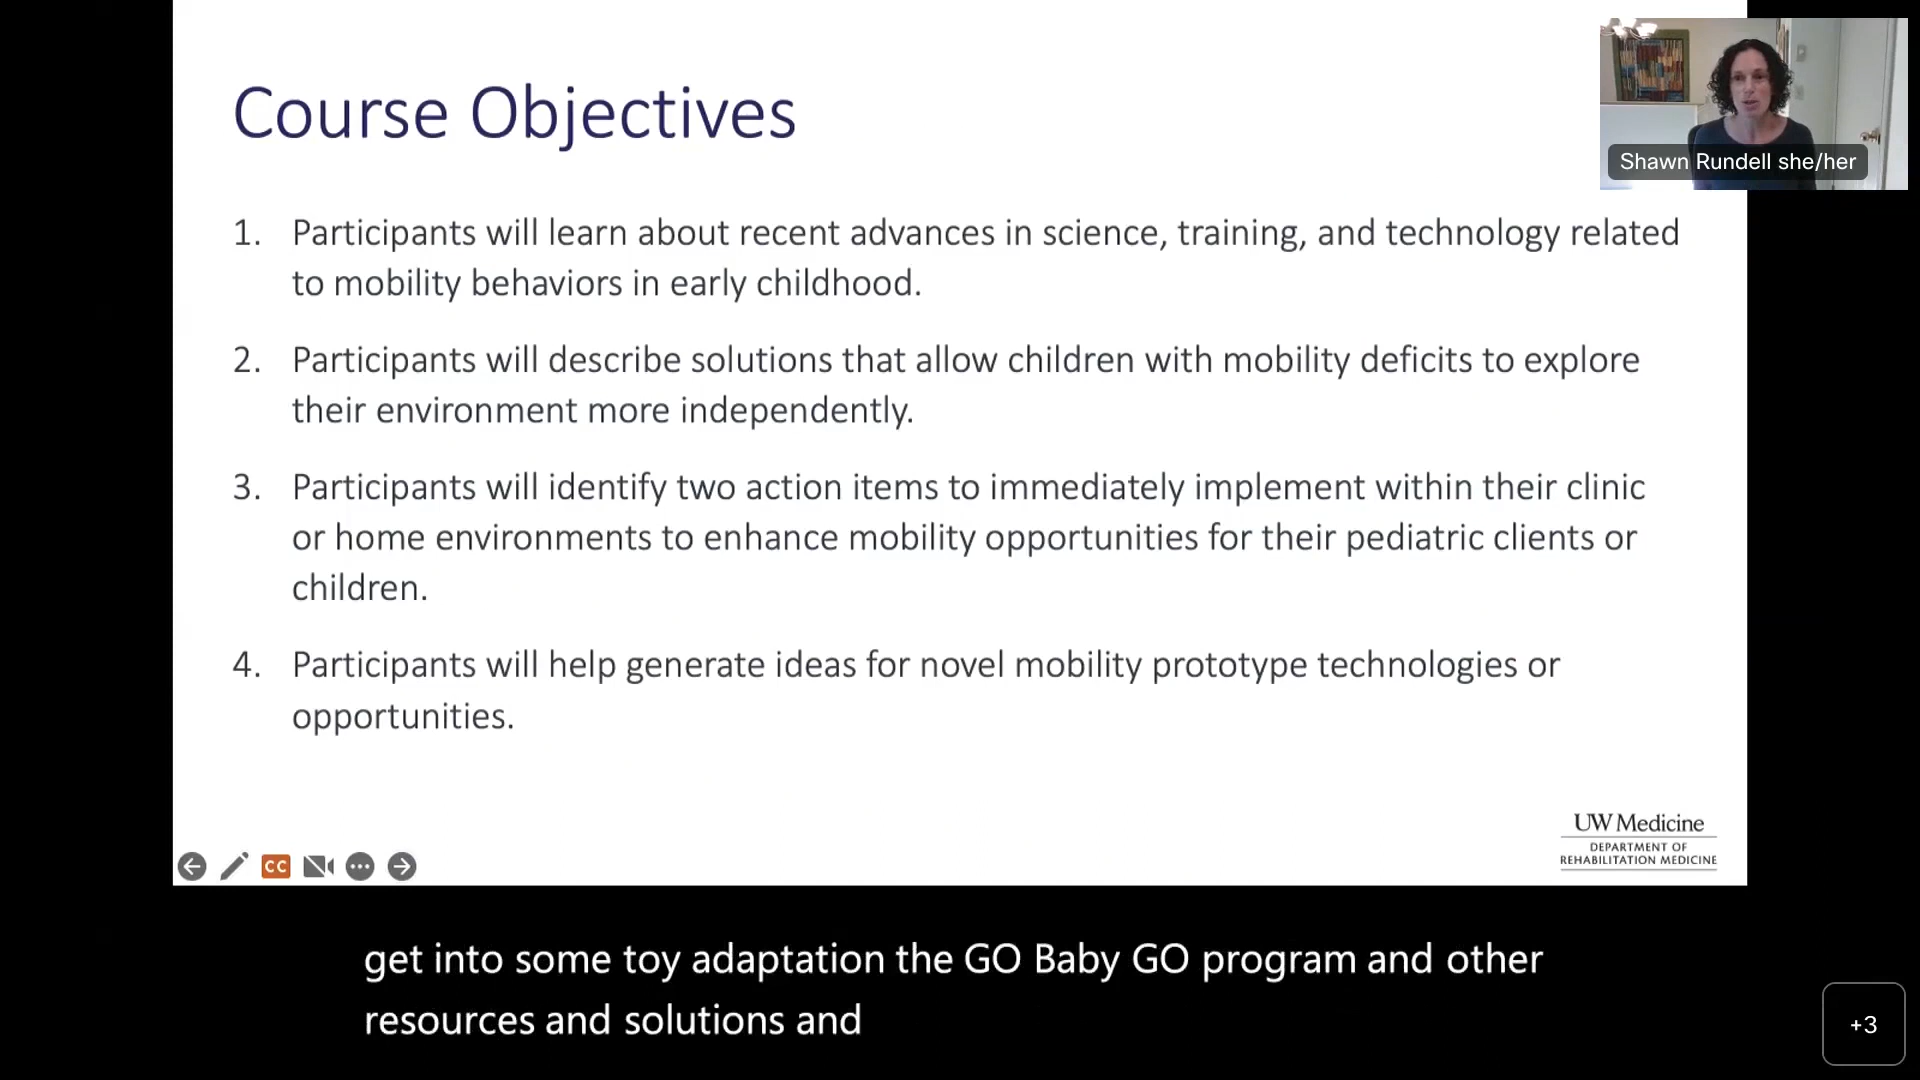 Course Objectives
Shawn Rundell she/her
1. Participants will learn about recent advances in science, training, and technology related
to mobility behaviors in early childhood.
2. Participants will describe solutions that allow children with mobility deficits to explore
their environment more independently.
3. Participants will identify two action items to immediately implement within their clinic
or home environments to enhance mobility opportunities for their pediatric clients or
children.
4. Participants will help generate ideas for novel mobility prototype technologies or
opportunities.
UW Medicine
DEPARTMENT OF
REHABILITATION MEDICINE
CC
get into some toy adaptation the GO Baby GO program and other
resources and solutions and
+3